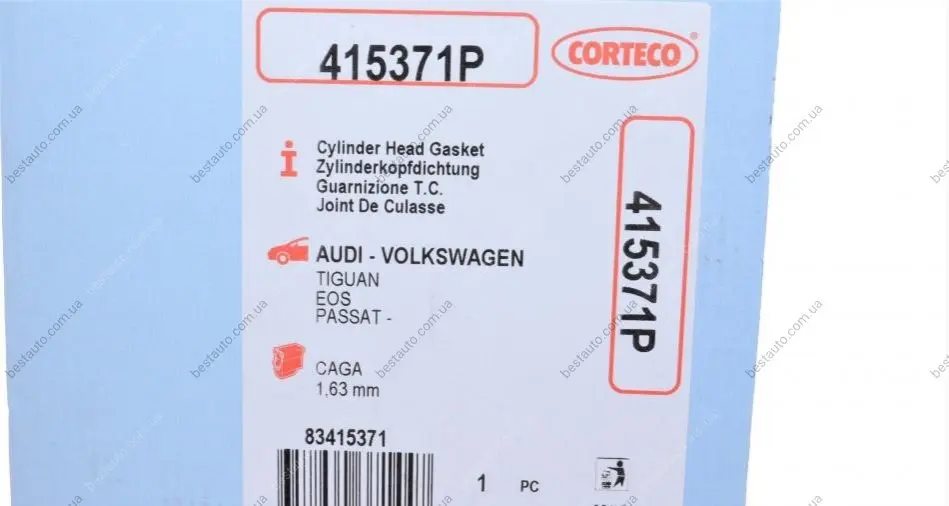 415371P
CORTECO®
Cylinder Head Gasket
Zylinderkopfdichtung
Guarnizione T.C.
Joint De Culasse
415371P
AUDI - VOLKSWAGEN
TIGUAN
EOS
PASSAT -
CAGA
1,63 mm
83415371
1 PC
bestauto.com.ua